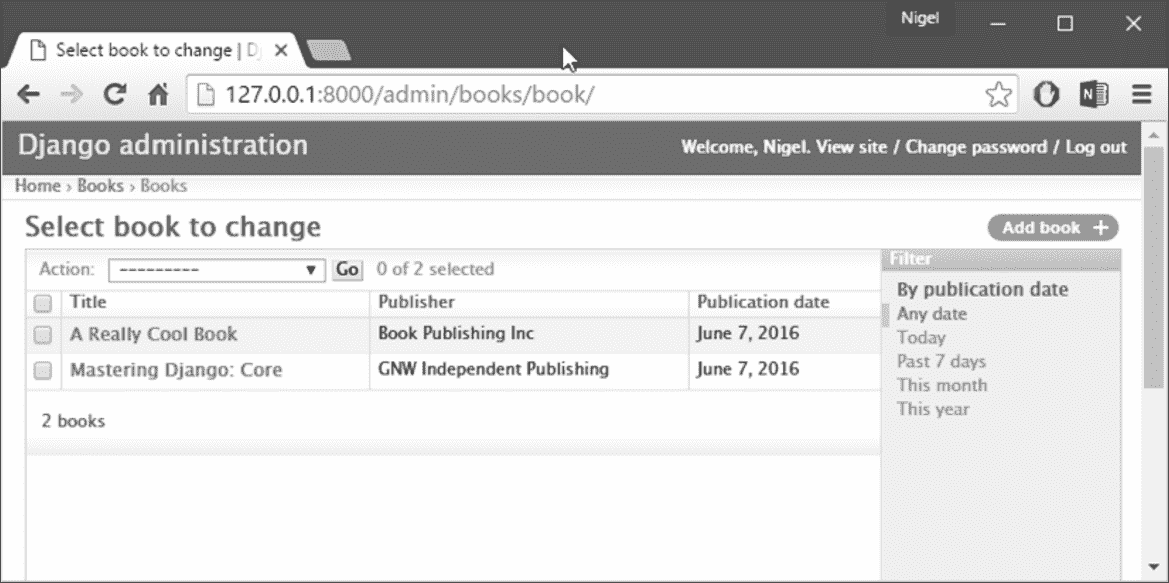 Nigel
Select book to change | Dj
127.0.0.1:8000/admin/books/book/
N
Django administration
Welcome, Nigel. View site / Change password / Log out
Home › Books › Books
Select book to change
Add book +
Action: --------- Go 0 of 2 selected
Filter
Title Publisher Publication date
By publication date
A Really Cool Book Book Publishing Inc June 7, 2016
Any date
Today
Mastering Django: Core GNW Independent Publishing June 7, 2016
Past 7 days
This month
This year
2 books